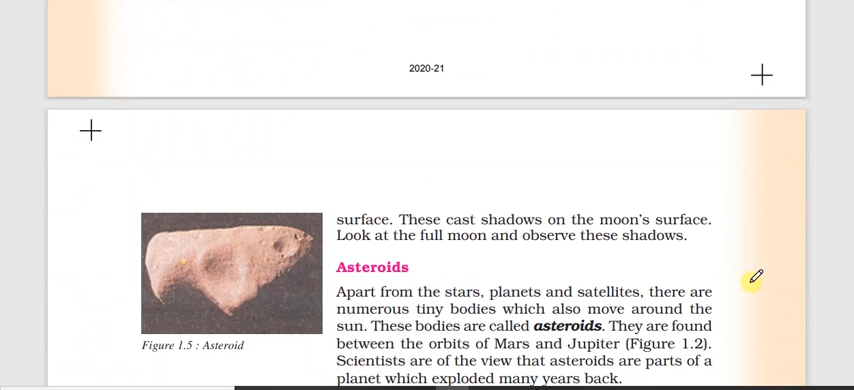 2020-21
surface. These cast shadows on the moon's surface.
Look at the full moon and observe these shadows.
Asteroids
Apart from the stars, planets and satellites, there are
numerous tiny bodies which also move around the
sun. These bodies are called asteroids. They are found
between the orbits of Mars and Jupiter (Figure 1.2).
Scientists are of the view that asteroids are parts of a
planet which exploded many years back.
Figure 1.5 : Asteroid